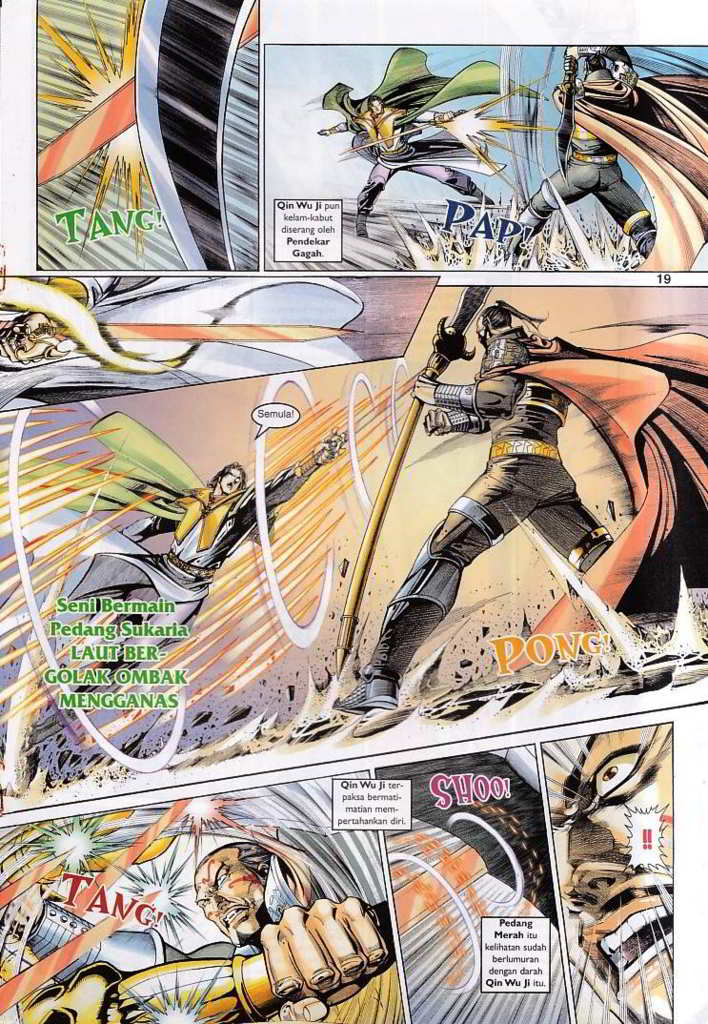 TANG!
Qin Wu Ji pun
kelam-kabut
diserang oleh
Pendekar
Gagah.
PAP!
19
Semula!
Seni Bermain
Pedang Sukaria
LAUT BER-
GOLAK OMBAK
MENGGANAS
PONG!
Qin Wu Ji ter-
paksa bermati-
matian mem-
pertahankan diri.
TANG!
SHOO!
Pedang
Merah itu
kelihatan sudah
berlumuran
dengan darah
Qin Wu Ji itu.
!!